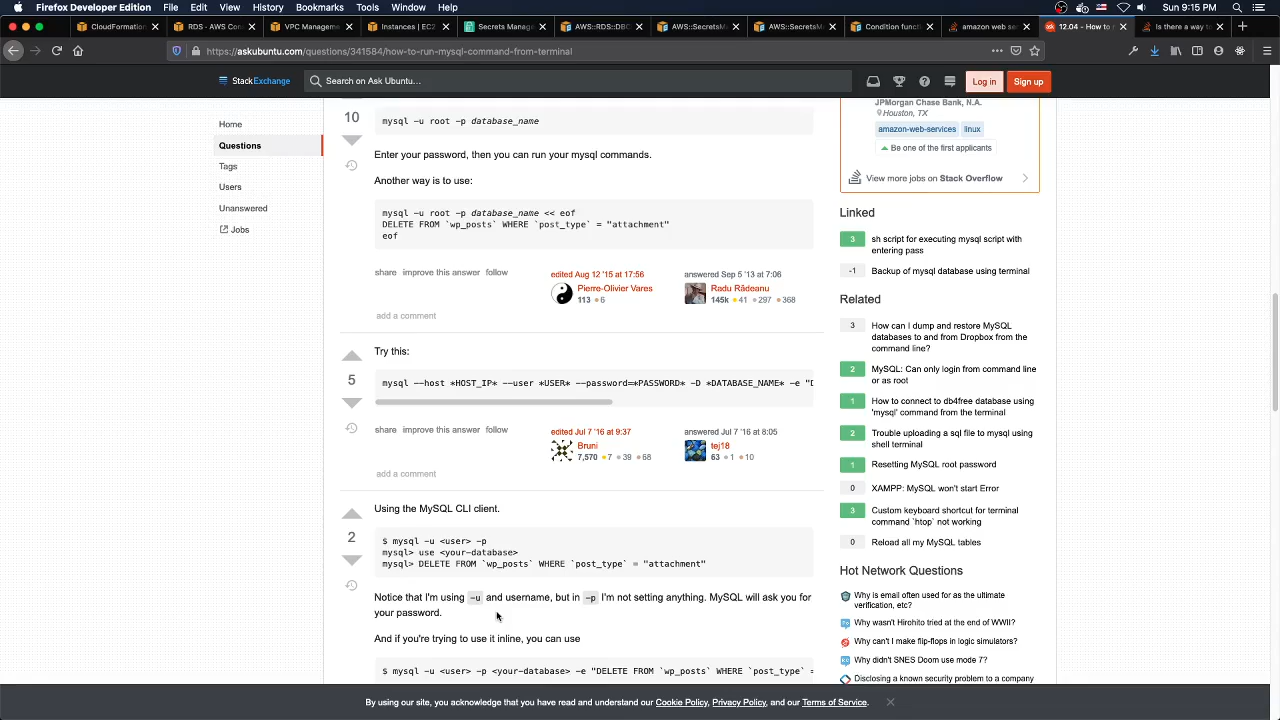 Firefox Developer Edition File Edit View History Bookmarks Tools Window Help
Sun 9:15 PM
CloudFormation
RDS · AWS Con
VPC Manageme
Instances | EC2
Secrets Manage
AWS::RDS::DBC
AWS::SecretsM
AWS::SecretsM
Condition functi
amazon web se
12.04 - How to r
Is there a way to
https://askubuntu.com/questions/341584/how-to-run-mysql-command-from-terminal
StackExchange
Search on Ask Ubuntu…
Log in
Sign up
Home
Questions
Tags
Users
Unanswered
Jobs
10
mysql -u root -p database_name
Enter your password, then you can run your mysql commands.
Another way is to use:
mysql -u root -p database_name << eof
DELETE FROM `wp_posts` WHERE `post_type` = "attachment"
eof
share improve this answer follow
edited Aug 12 '15 at 17:56
Pierre-Olivier Vares
113 6
answered Sep 5 '13 at 7:06
Radu Rădeanu
145k 41 297 368
add a comment
5
Try this:
mysql --host *HOST_IP* --user *USER* --password=*PASSWORD* -D *DATABASE_NAME* -e "D
share improve this answer follow
edited Jul 7 '16 at 9:37
Bruni
7,570 7 39 68
answered Jul 7 '16 at 8:05
tej18
63 1 10
add a comment
2
Using the MySQL CLI client.
$ mysql -u <user> -p
mysql> use <your-database>
mysql> DELETE FROM `wp_posts` WHERE `post_type` = "attachment"
Notice that I'm using -u and username, but in -p I'm not setting anything. MySQL will ask you for
your password.
And if you're trying to use it inline, you can use
$ mysql -u <user> -p <your-database> -e "DELETE FROM `wp_posts` WHERE `post_type` =
JPMorgan Chase Bank, N.A.
Houston, TX
amazon-web-services linux
Be one of the first applicants
View more jobs on Stack Overflow
Linked
3 sh script for executing mysql script with
entering pass
-1 Backup of mysql database using terminal
Related
3 How can I dump and restore MySQL
databases to and from Dropbox from the
command line?
2 MySQL: Can only login from command line
or as root
1 How to connect to db4free database using
'mysql' command from the terminal
2 Trouble uploading a sql file to mysql using
shell terminal
1 Resetting MySQL root password
0 XAMPP: MySQL won't start Error
3 Custom keyboard shortcut for terminal
command `htop` not working
0 Reload all my MySQL tables
Hot Network Questions
Why is email often used for as the ultimate
verification, etc?
Why wasn't Hirohito tried at the end of WWII?
Why can't I make flip-flops in logic simulators?
Why didn't SNES Doom use mode 7?
Disclosing a known security problem to a company
By using our site, you acknowledge that you have read and understand our Cookie Policy, Privacy Policy, and our Terms of Service.